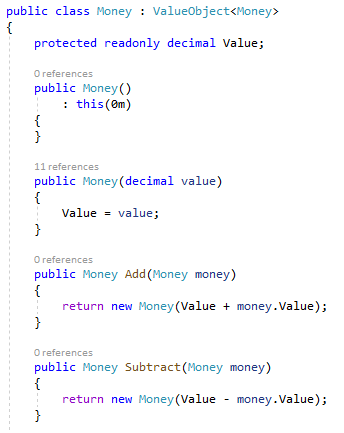 public class Money : ValueObject<Money>
{
protected readonly decimal Value;
0 references
public Money()
: this(0m)
{
}
11 references
public Money(decimal value)
{
Value = value;
}
0 references
public Money Add(Money money)
{
return new Money(Value + money.Value);
}
0 references
public Money Subtract(Money money)
{
return new Money(Value - money.Value);
}